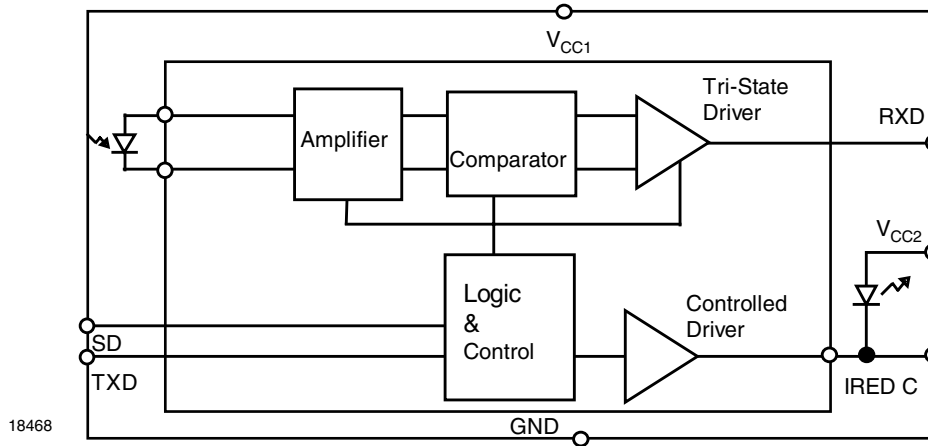 V_CC1
Tri-State
Driver
RXD
Amplifier
Comparator
V_CC2
Logic
&
Control
Controlled
Driver
SD
TXD
IRED C
GND
18468